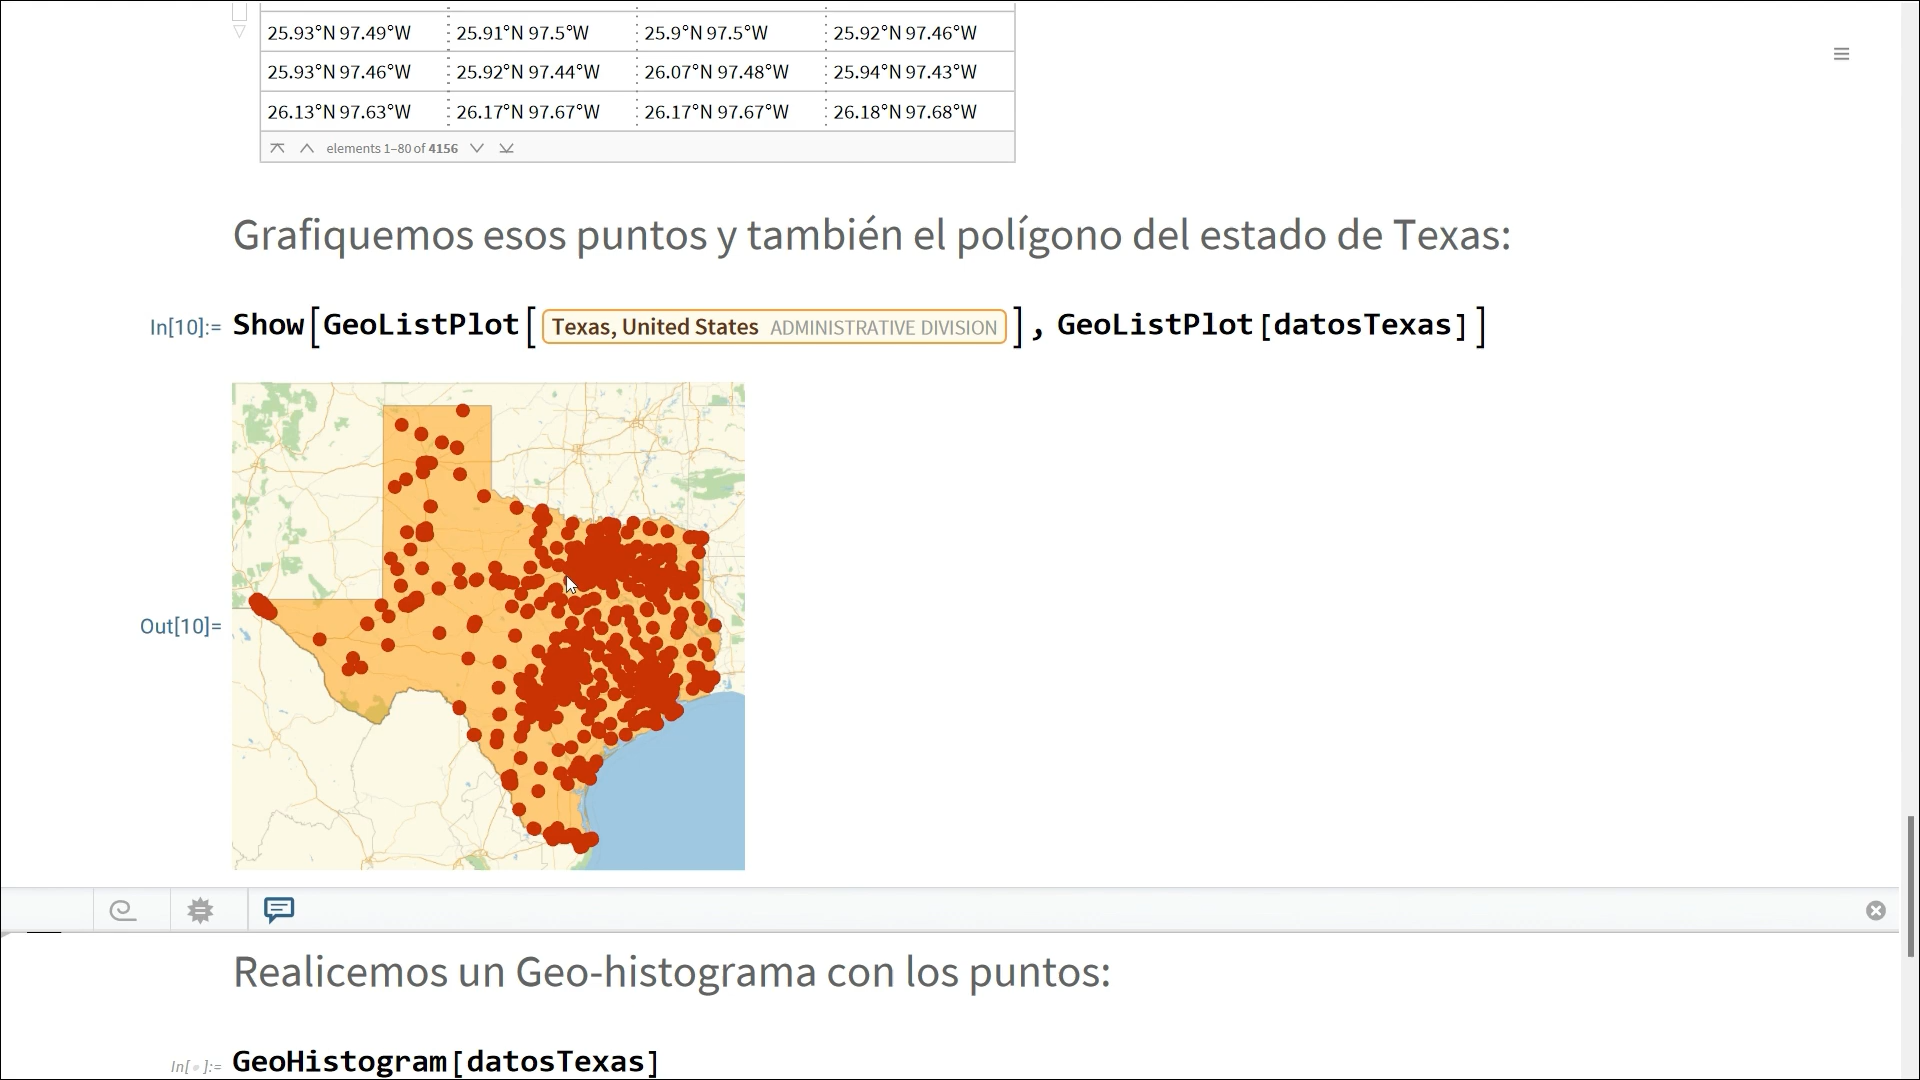 25.93°N 97.49°W 25.91°N 97.5°W 25.9°N 97.5°W 25.92°N 97.46°W
25.93°N 97.46°W 25.92°N 97.44°W 26.07°N 97.48°W 25.94°N 97.43°W
26.13°N 97.63°W 26.17°N 97.67°W 26.17°N 97.67°W 26.18°N 97.68°W
elements 1–80 of 4156
Grafiquemos esos puntos y también el polígono del estado de Texas:
In[10]:= Show[GeoListPlot[Texas, United States ADMINISTRATIVE DIVISION], GeoListPlot[datosTexas]]
Out[10]=
Realicemos un Geo-histograma con los puntos:
In[◦]:= GeoHistogram[datosTexas]